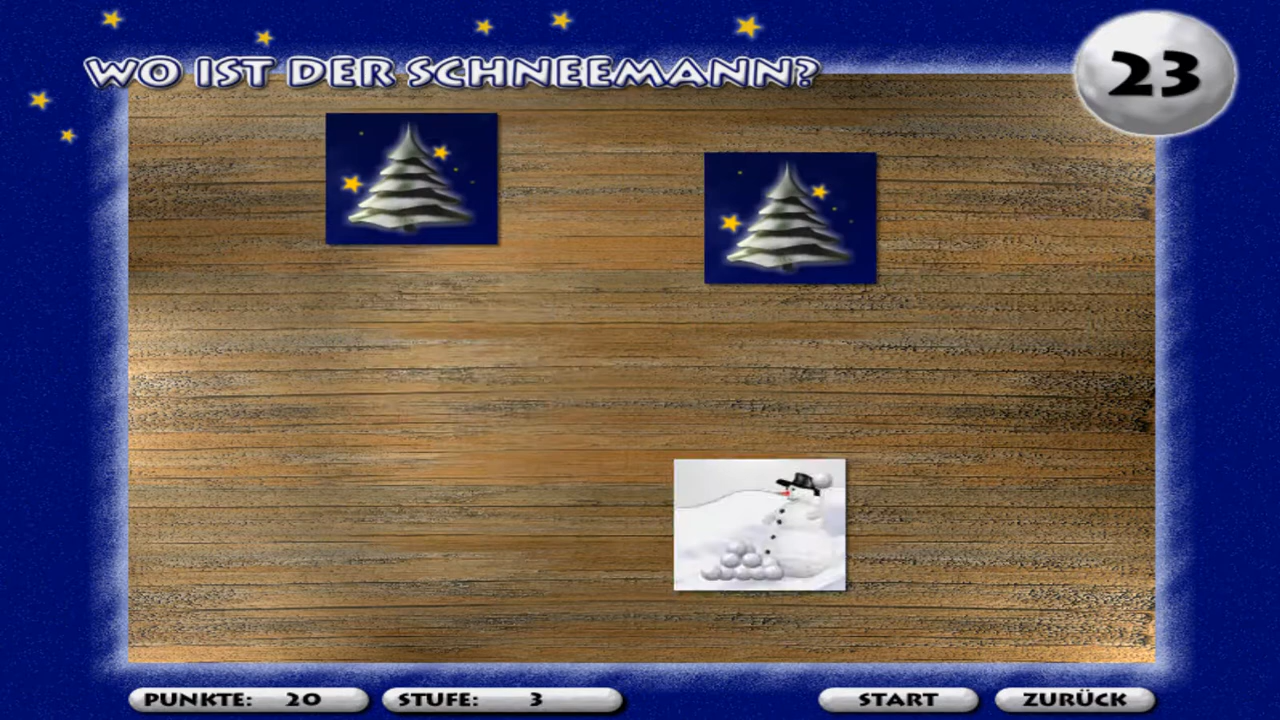 WO IST DER SCHNEEMANN?
23
PUNKTE: 20
STUFE: 3
START
ZURÜCK